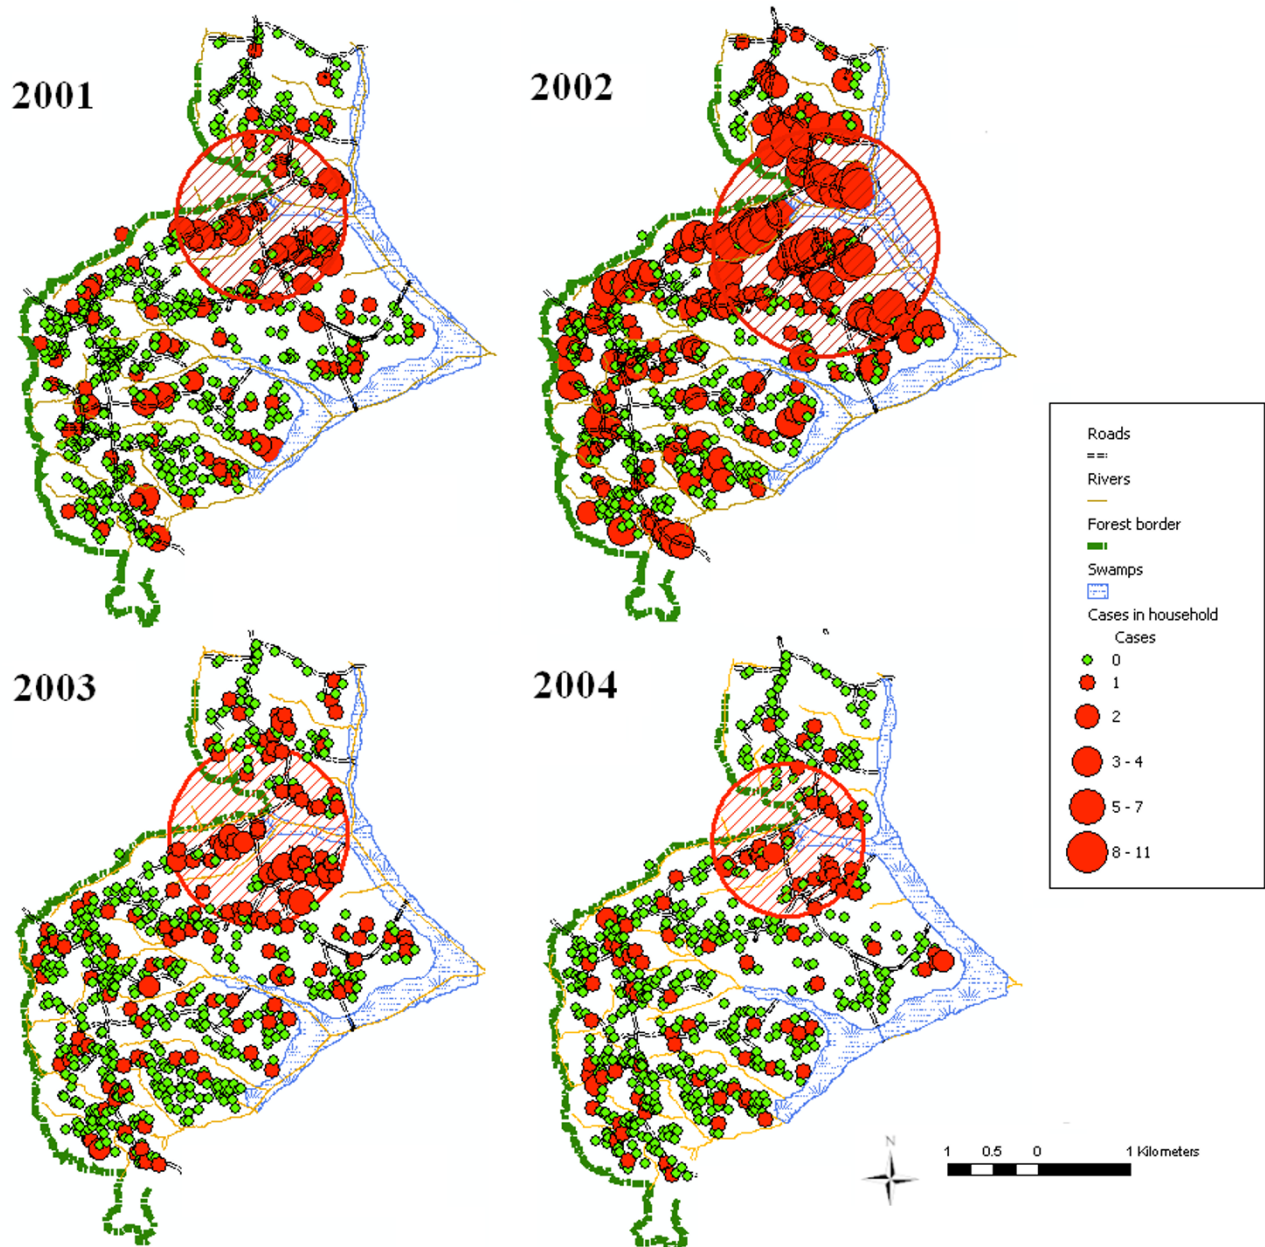 2001
2002
Roads
Rivers
Forest border
Swamps
Cases in household
Cases
0
1
2
3 - 4
5 - 7
8 - 11
2003
2004
N
1 0.5 0 1 Kilometers